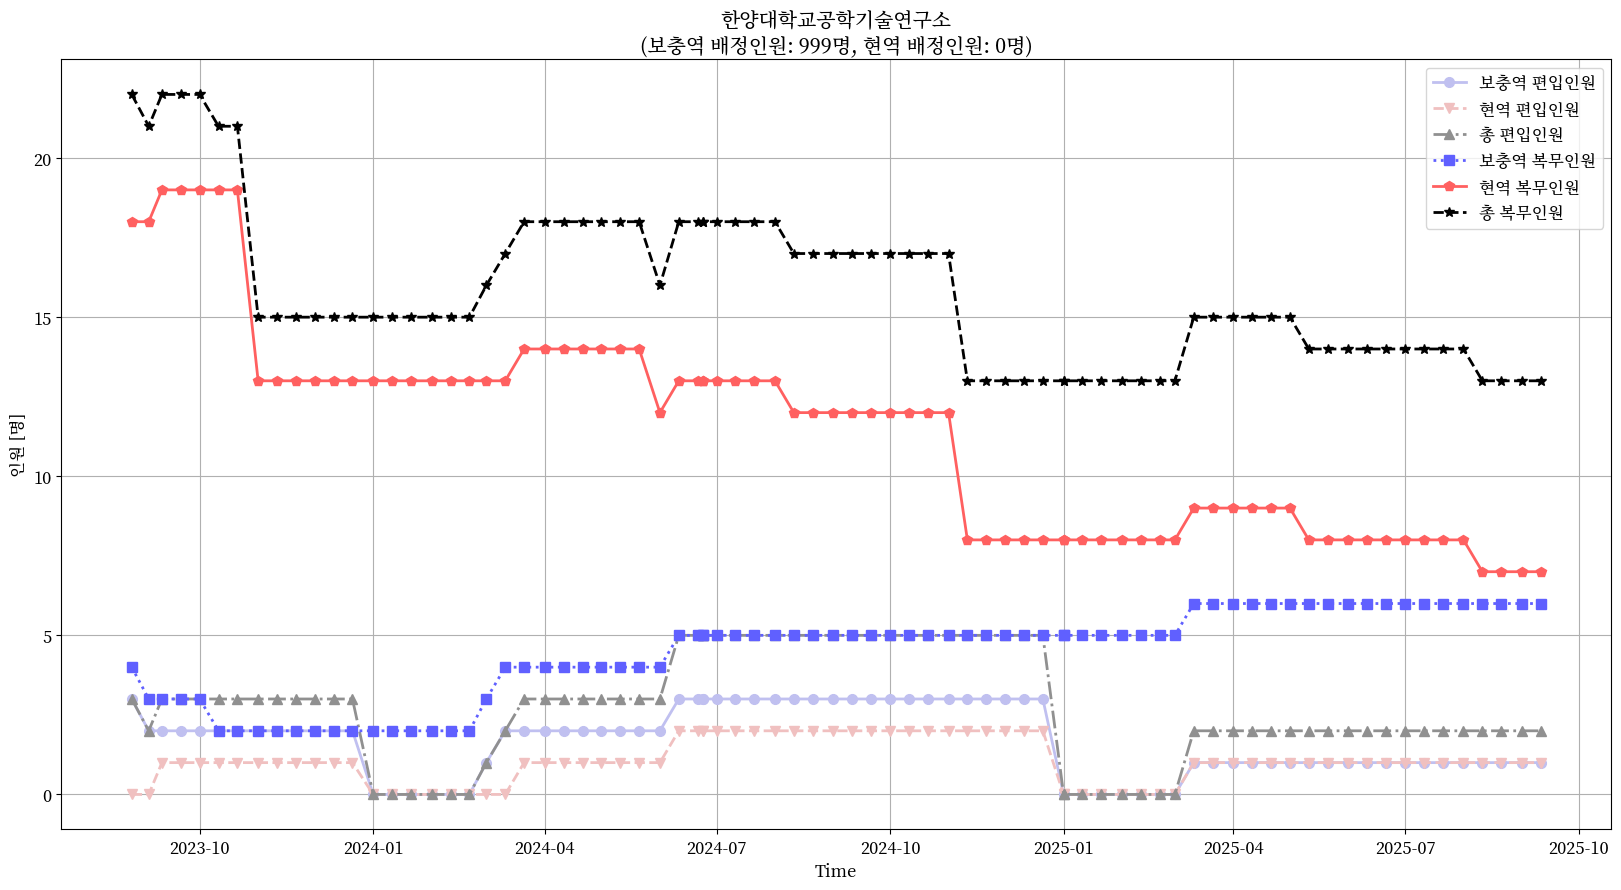 한양대학교공학기술연구소
(보충역 배정인원: 999명, 현역 배정인원: 0명)
보충역 편입인원
현역 편입인원
총 편입인원
보충역 복무인원
현역 복무인원
총 복무인원
인원 [명]
20
15
10
5
0
2023-10
2024-01
2024-04
2024-07
2024-10
2025-01
2025-04
2025-07
2025-10
Time